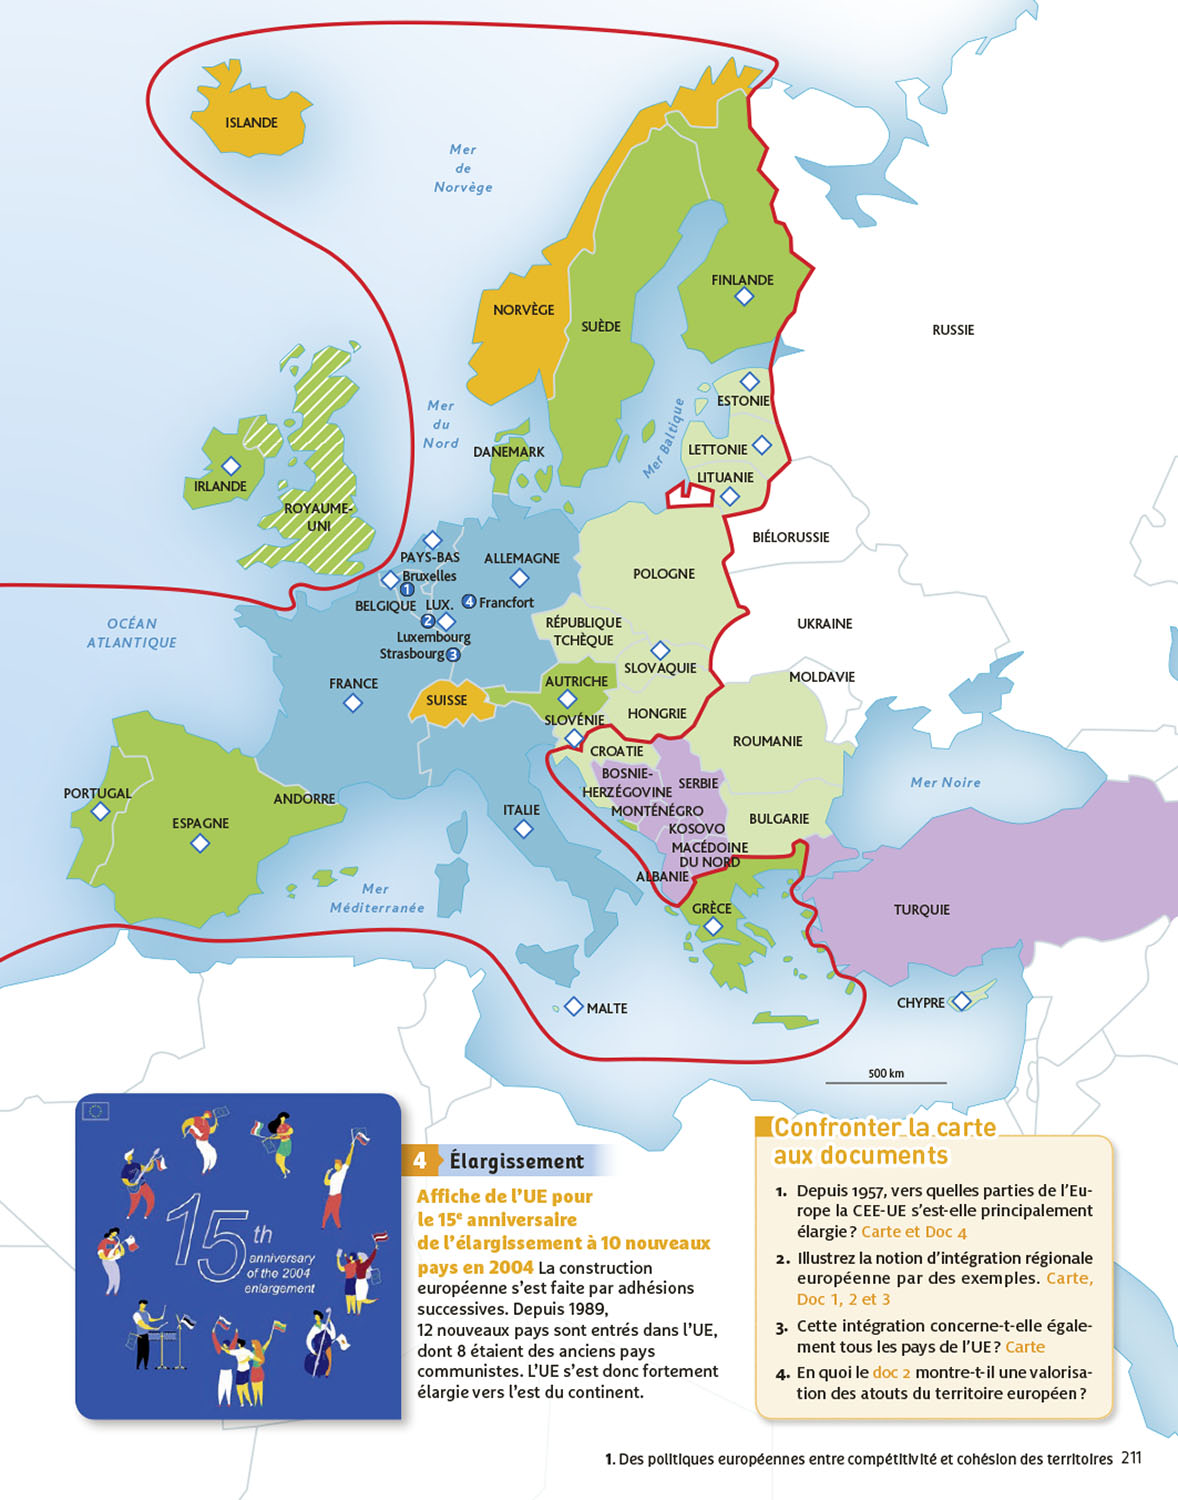 ISLANDE
Mer
de
Norvège
NORVÈGE
SUÈDE
FINLANDE
RUSSIE
ESTONIE
Mer
du
Nord
Mer Baltique
DANEMARK
LETTONIE
LITUANIE
IRLANDE
ROYAUME-
UNI
BIÉLORUSSIE
PAYS-BAS
ALLEMAGNE
POLOGNE
Bruxelles
1
BELGIQUE
LUX.
4 Francfort
2
Luxembourg
Strasbourg 3
OCÉAN
ATLANTIQUE
RÉPUBLIQUE
TCHÈQUE
UKRAINE
SLOVAQUIE
MOLDAVIE
FRANCE
SUISSE
AUTRICHE
SLOVÉNIE
HONGRIE
CROATIE
ROUMANIE
BOSNIE-
HERZÉGOVINE
SERBIE
Mer Noire
PORTUGAL
ANDORRE
ESPAGNE
ITALIE
MONTÉNÉGRO
KOSOVO
BULGARIE
MACÉDOINE
DU NORD
ALBANIE
Mer
Méditerranée
GRÈCE
TURQUIE
MALTE
CHYPRE
500 km
15th
anniversary
of the 2004
enlargement
4 Élargissement
Affiche de l’UE pour
le 15e anniversaire
de l’élargissement à 10 nouveaux
pays en 2004 La construction
européenne s’est faite par adhésions
successives. Depuis 1989,
12 nouveaux pays sont entrés dans l’UE,
dont 8 étaient des anciens pays
communistes. L’UE s’est donc fortement
élargie vers l’est du continent.
Confronter la carte
aux documents
1. Depuis 1957, vers quelles parties de l’Eu-
rope la CEE-UE s’est-elle principalement
élargie ? Carte et Doc 4
2. Illustrez la notion d’intégration régionale
européenne par des exemples. Carte,
Doc 1, 2 et 3
3. Cette intégration concerne-t-elle égale-
ment tous les pays de l’UE ? Carte
4. En quoi le doc 2 montre-t-il une valorisa-
tion des atouts du territoire européen ?
1. Des politiques européennes entre compétitivité et cohésion des territoires 211